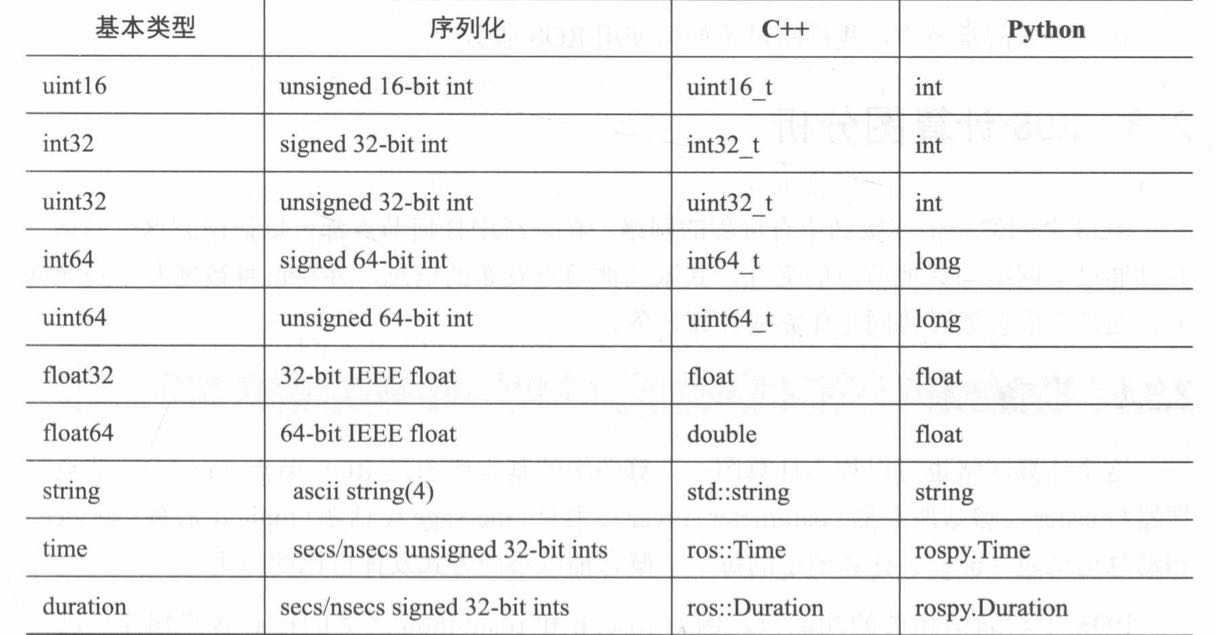 基本类型 序列化 C++ Python
uint16 unsigned 16-bit int uint16_t int
int32 signed 32-bit int int32_t int
uint32 unsigned 32-bit int uint32_t int
int64 signed 64-bit int int64_t long
uint64 unsigned 64-bit int uint64_t long
float32 32-bit IEEE float float float
float64 64-bit IEEE float double float
string ascii string(4) std::string string
time secs/nsecs unsigned 32-bit ints ros::Time rospy.Time
duration secs/nsecs signed 32-bit ints ros::Duration rospy.Duration